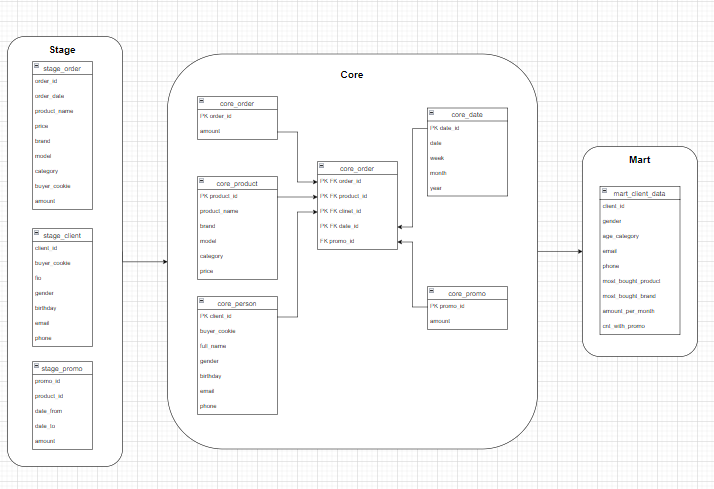 Stage
stage_order
order_id
order_date
product_name
price
brand
model
category
buyer_cookie
amount
stage_client
client_id
buyer_cookie
fio
gender
birthday
email
phone
stage_promo
promo_id
product_id
date_from
date_to
amount
Core
core_order
PK order_id
amount
core_product
PK product_id
product_name
brand
model
category
price
core_person
PK client_id
buyer_cookie
full_name
gender
birthday
email
phone
core_order
PK FK order_id
PK FK product_id
PK FK clinet_id
PK FK date_id
FK promo_id
core_date
PK date_id
date
week
month
year
core_promo
PK promo_id
amount
Mart
mart_client_data
client_id
gender
age_category
email
phone
most_bought_product
most_bought_brand
amount_per_month
cnt_with_promo